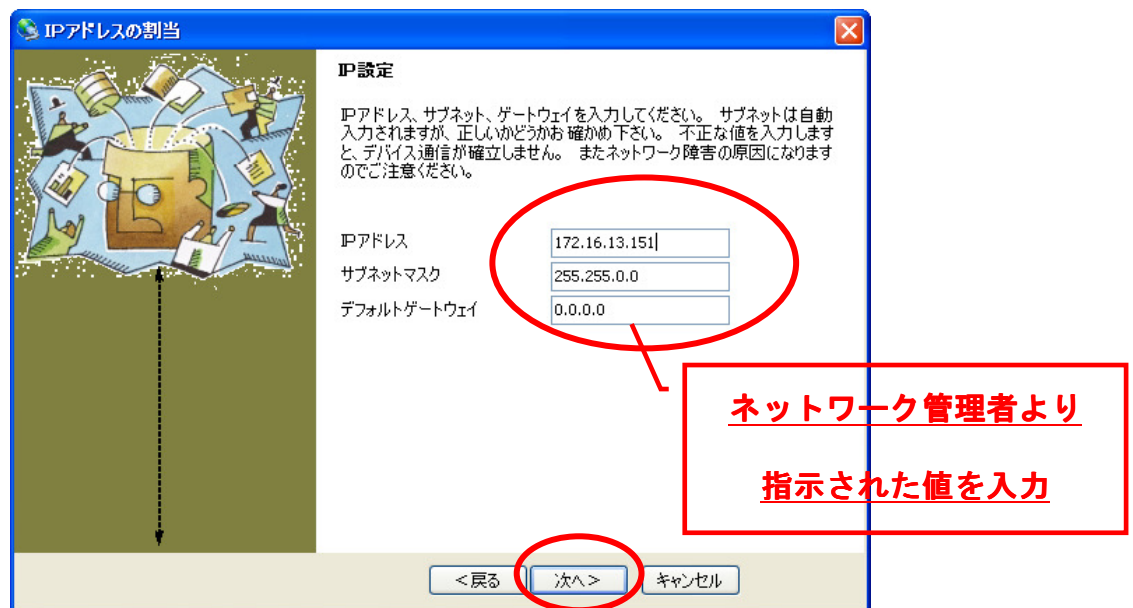 IPアドレスの割当
IP設定
IPアドレス、サブネット、ゲートウェイを入力してください。 サブネットは自動
入力されますが、正しいかどうかお確かめ下さい。 不正な値を入力します
と、デバイス通信が確立しません。 またネットワーク障害の原因になります
のでご注意ください。
IPアドレス 172.16.13.151
サブネットマスク 255.255.0.0
デフォルトゲートウェイ 0.0.0.0
ネットワーク管理者より
指示された値を入力
<戻る 次へ> キャンセル